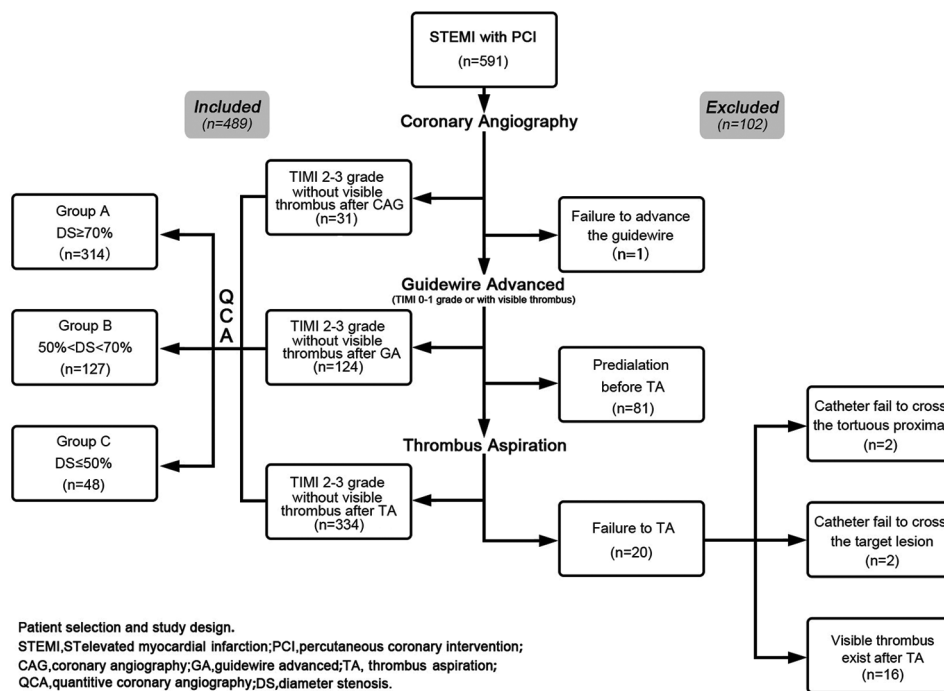 STEMI with PCI
(n=591)
Included
(n=489)
Excluded
(n=102)
Coronary Angiography
TIMI 2-3 grade
without visible
thrombus after CAG
(n=31)
Group A
DS≥70%
(n=314)
Failure to advance
the guidewire
(n=1)
Guidewire Advanced
(TIMI 0-1 grade or with visible thrombus)
QCA
Group B
50%<DS<70%
(n=127)
TIMI 2-3 grade
without visible
thrombus after GA
(n=124)
Predialation
before TA
(n=81)
Catheter fail to cross
the tortuous proxima
(n=2)
Thrombus Aspiration
Group C
DS≤50%
(n=48)
TIMI 2-3 grade
without visible
thrombus after TA
(n=334)
Failure to TA
(n=20)
Catheter fail to cross
the target lesion
(n=2)
Visible thrombus
exist after TA
(n=16)
Patient selection and study design.
STEMI,STelevated myocardial infarction;PCI,percutaneous coronary intervention;
CAG,coronary angiography;GA,guidewire advanced;TA, thrombus aspiration;
QCA,quantitive coronary angiography;DS,diameter stenosis.